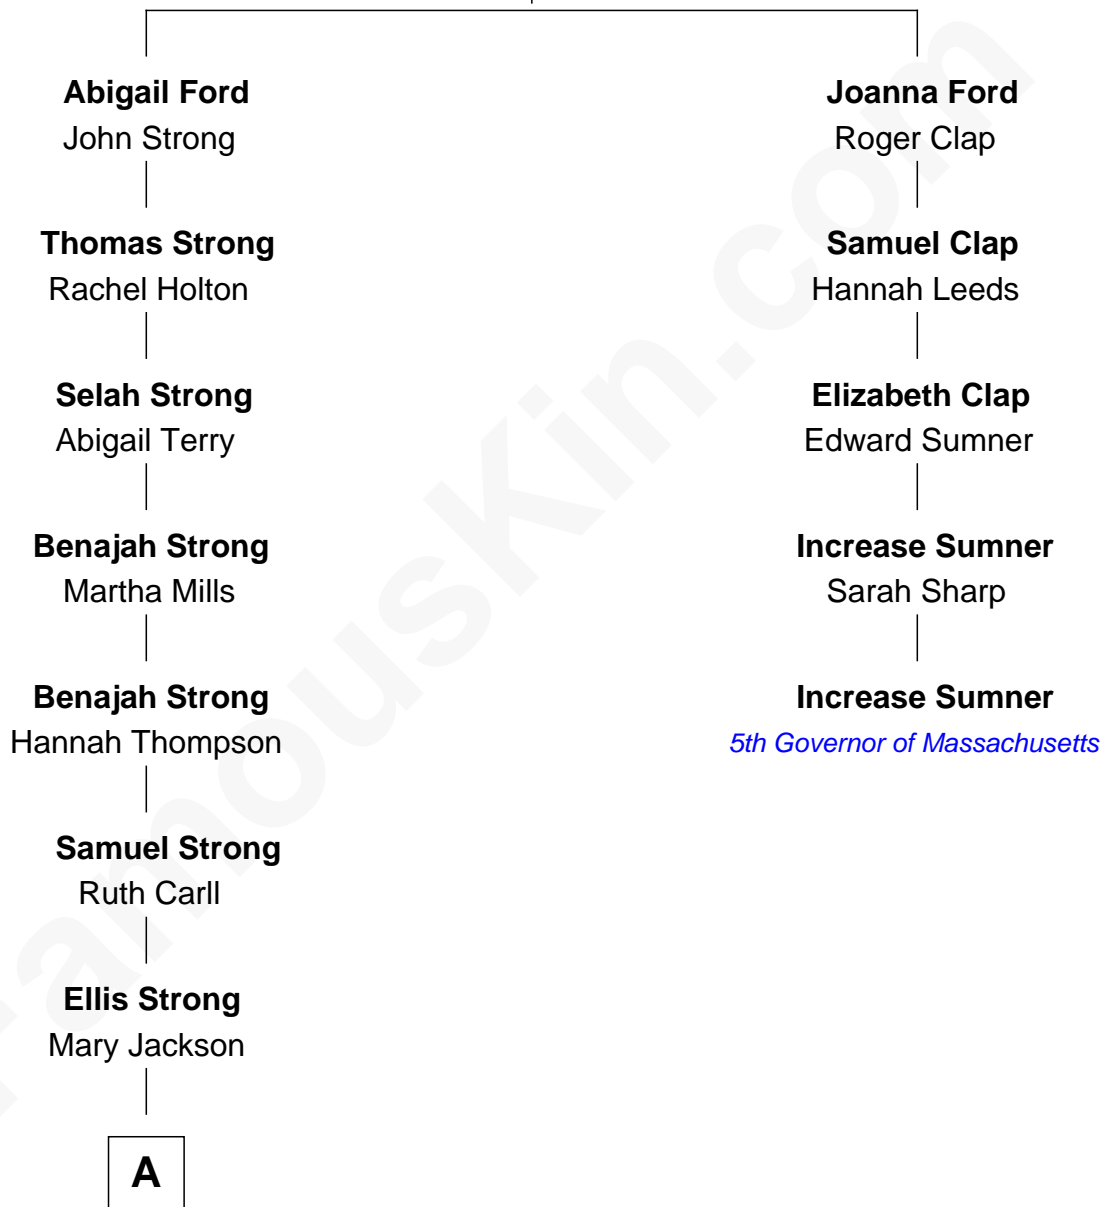 Abigail Ford
John Strong
Joanna Ford
Roger Clap
Thomas Strong
Rachel Holton
Samuel Clap
Hannah Leeds
Selah Strong
Abigail Terry
Elizabeth Clap
Edward Sumner
Benajah Strong
Martha Mills
Increase Sumner
Sarah Sharp
Benajah Strong
Hannah Thompson
Increase Sumner
5th Governor of Massachusetts
Samuel Strong
Ruth Carll
Ellis Strong
Mary Jackson
A
FamousKin.com